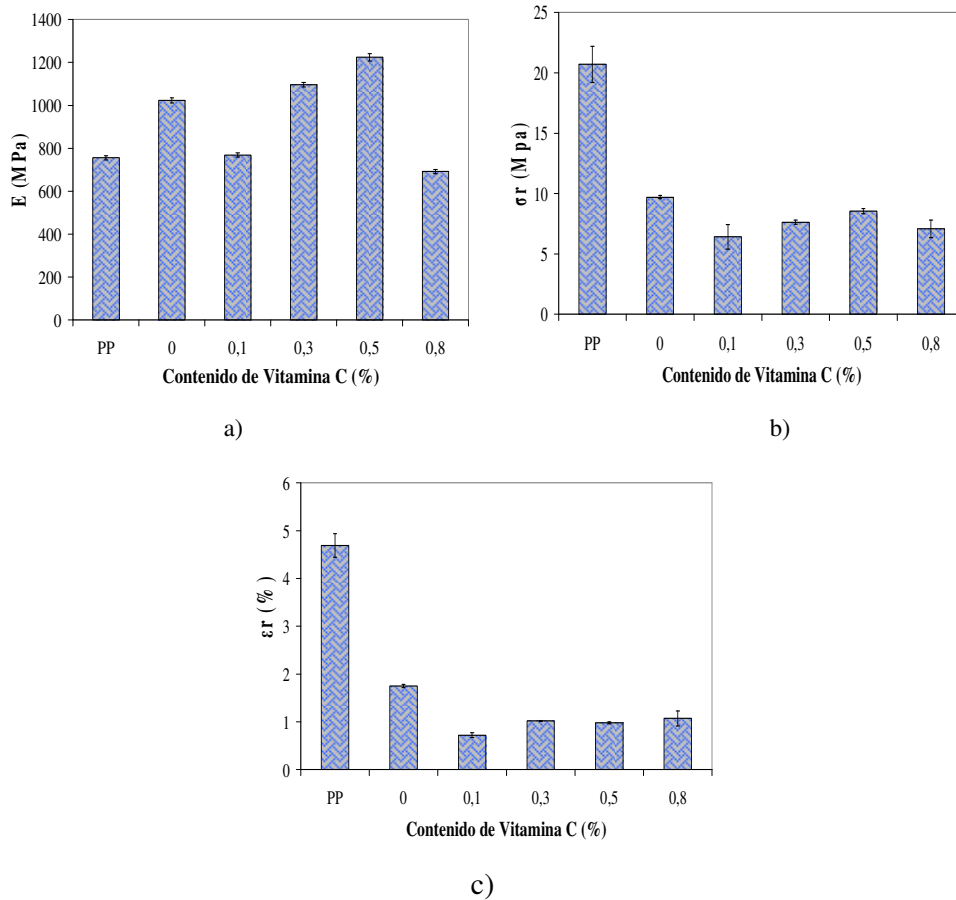 1400
1200
1000
800
600
400
200
0
E (MPa)
PP 0 0,1 0,3 0,5 0,8
Contenido de Vitamina C (%)
a)
25
20
15
10
5
0
σr (Mpa)
PP 0 0,1 0,3 0,5 0,8
Contenido de Vitamina C (%)
b)
6
5
4
3
2
1
0
εr (%)
PP 0 0,1 0,3 0,5 0,8
Contenido de Vitamina C (%)
c)